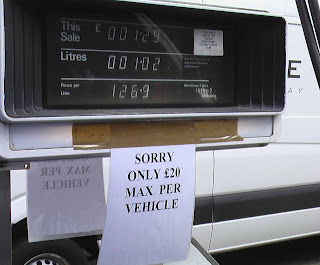 This Sale £ 00129
Litres 00102
Pence per Litre 126.9
SORRY
ONLY £20
MAX. PER
VEHICLE
MAX. PER
VEHICLE